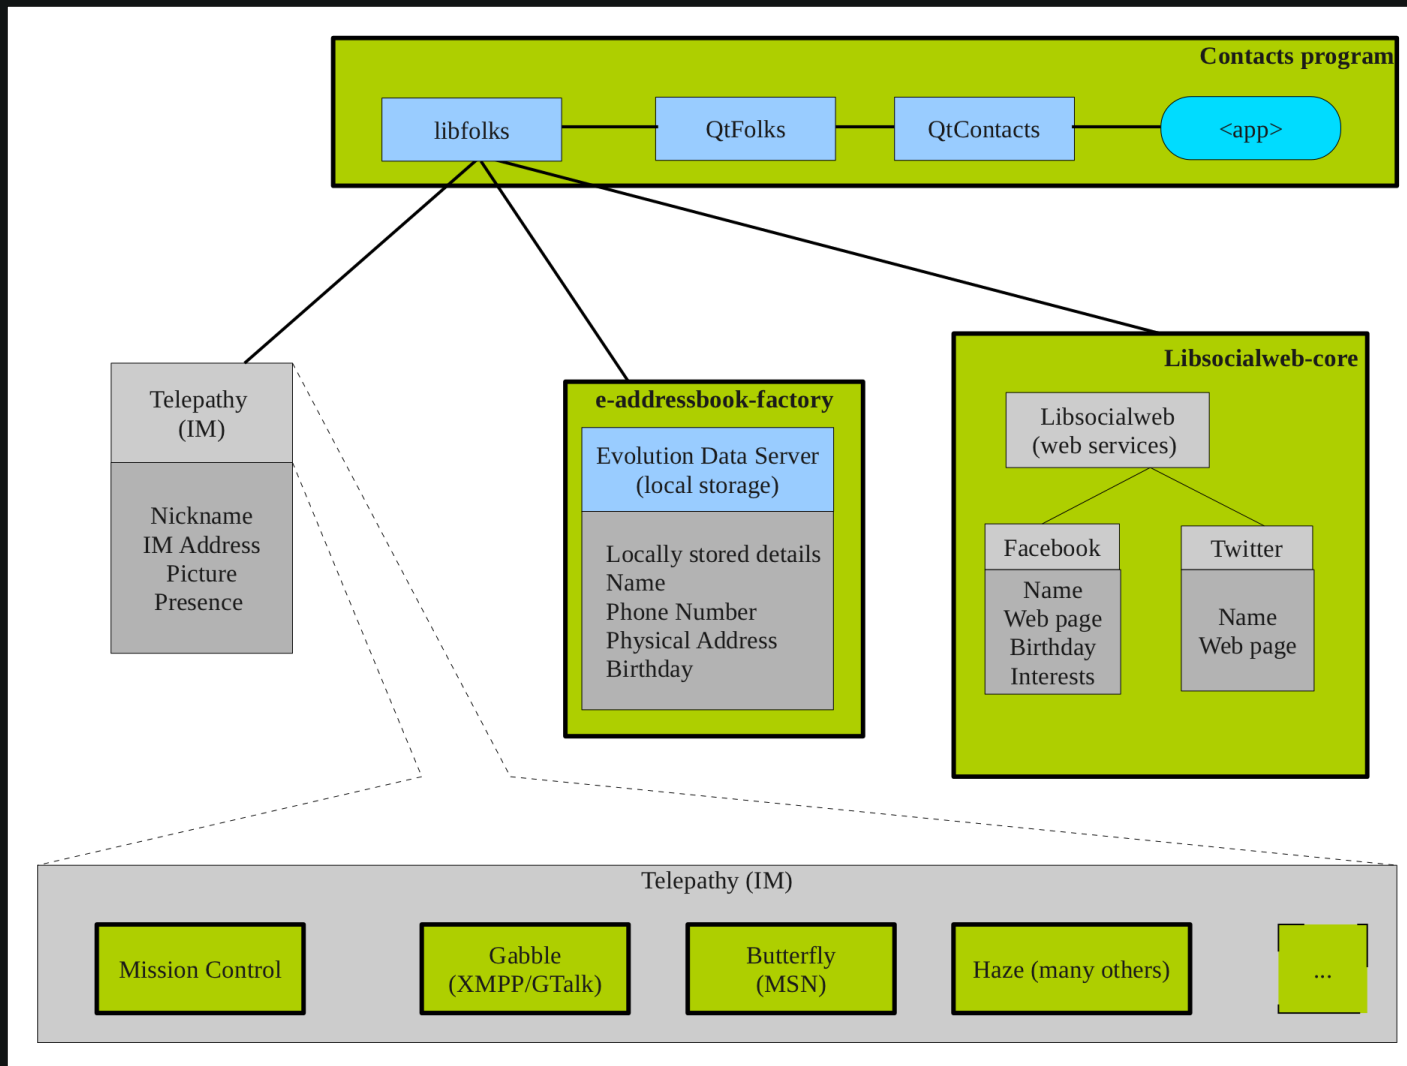 Contacts program
libfolks
QtFolks
QtContacts
<app>
Telepathy
(IM)
Nickname
IM Address
Picture
Presence
e-addressbook-factory
Evolution Data Server
(local storage)
Locally stored details
Name
Phone Number
Physical Address
Birthday
Libsocialweb-core
Libsocialweb
(web services)
Facebook
Name
Web page
Birthday
Interests
Twitter
Name
Web page
Telepathy (IM)
Mission Control
Gabble
(XMPP/GTalk)
Butterfly
(MSN)
Haze (many others)
...